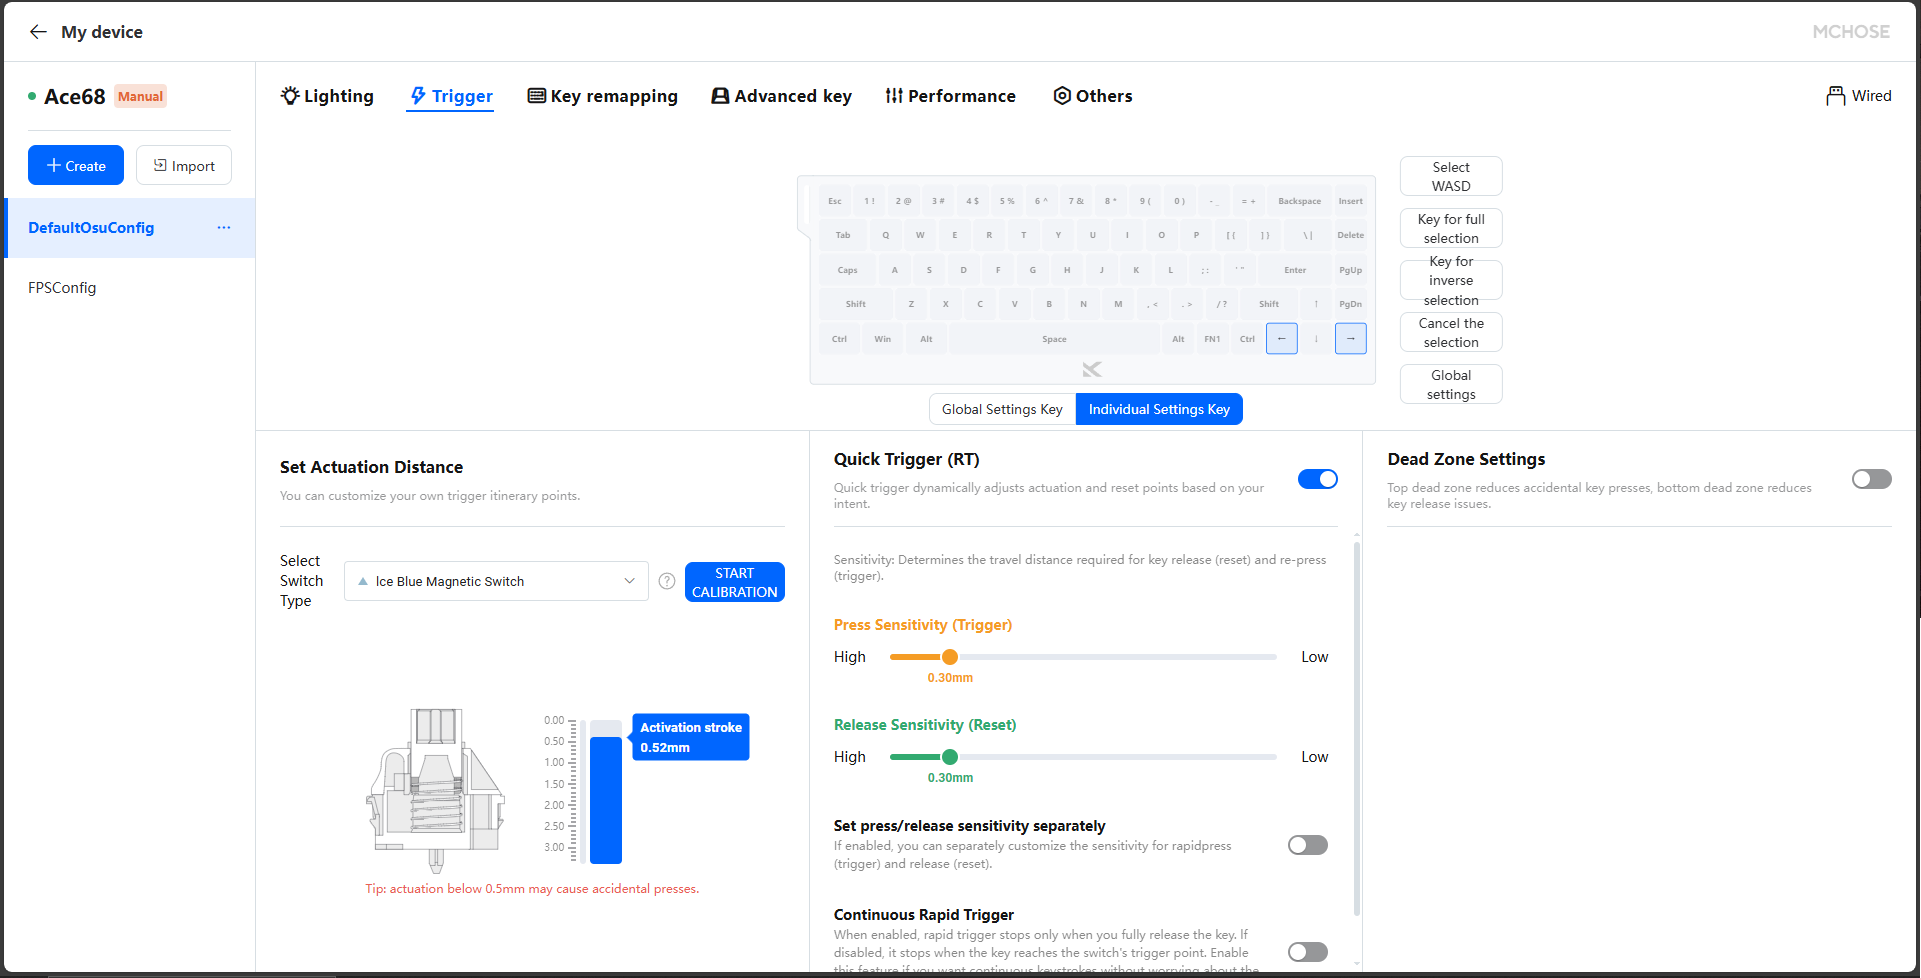 My device
MCHOSE
Ace68 Manual
Create
Import
DefaultOsuConfig ···
FPSConfig
Lighting
Trigger
Key remapping
Advanced key
Performance
Others
Wired
Esc 1 ! 2 @ 3 # 4 $ 5 % 6 ^ 7 & 8 * 9 ( 0 ) - _ = + Backspace Insert
Tab Q W E R T Y U I O P [ { ] } \ | Delete
Caps A S D F G H J K L ; : ' " Enter PgUp
Shift Z X C V B N M , < . > / ? Shift ↑ PgDn
Ctrl Win Alt Space Alt FN1 Ctrl ← ↓ →
Select
WASD
Key for full
selection
Key for
inverse
selection
Cancel the
selection
Global
settings
Global Settings Key
Individual Settings Key
Set Actuation Distance
You can customize your own trigger itinerary points.
Select
Switch
Type
Ice Blue Magnetic Switch
?
START
CALIBRATION
0.00
0.50
1.00
1.50
2.00
2.50
3.00
Activation stroke
0.52mm
Tip: actuation below 0.5mm may cause accidental presses.
Quick Trigger (RT)
Quick trigger dynamically adjusts actuation and reset points based on your
intent.
Sensitivity: Determines the travel distance required for key release (reset) and re-press
(trigger).
Press Sensitivity (Trigger)
High
Low
0.30mm
Release Sensitivity (Reset)
High
Low
0.30mm
Set press/release sensitivity separately
If enabled, you can separately customize the sensitivity for rapidpress
(trigger) and release (reset).
Continuous Rapid Trigger
When enabled, rapid trigger stops only when you fully release the key. If
disabled, it stops when the key reaches the switch's trigger point. Enable
this feature if you want continuous keystrokes without worrying about the
Dead Zone Settings
Top dead zone reduces accidental key presses, bottom dead zone reduces
key release issues.